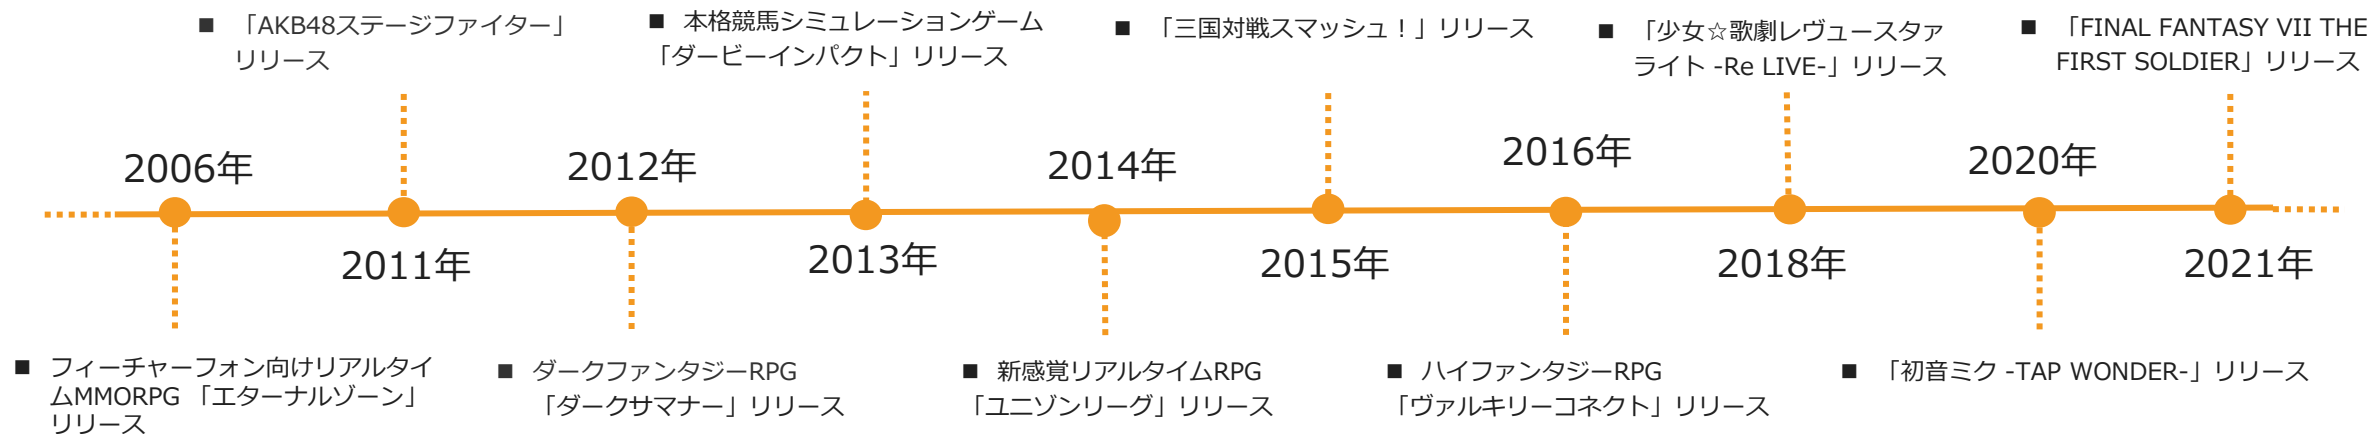 ■ 「AKB48ステージファイター」
リリース
■ 本格競馬シミュレーションゲーム
「ダービーインパクト」リリース
■ 「三国対戦スマッシュ！」リリース
■ 「少女☆歌劇レヴュースタァ
ライト -Re LIVE-」リリース
■ 「FINAL FANTASY VII THE
FIRST SOLDIER」リリース
2006年
2012年
2014年
2016年
2020年
2011年
2013年
2015年
2018年
2021年
■ フィーチャーフォン向けリアルタイ
ムMMORPG 「エターナルゾーン」
リリース
■ ダークファンタジーRPG
「ダークサマナー」リリース
■ 新感覚リアルタイムRPG
「ユニゾンリーグ」リリース
■ ハイファンタジーRPG
「ヴァルキリーコネクト」リリース
■ 「初音ミク -TAP WONDER-」リリース